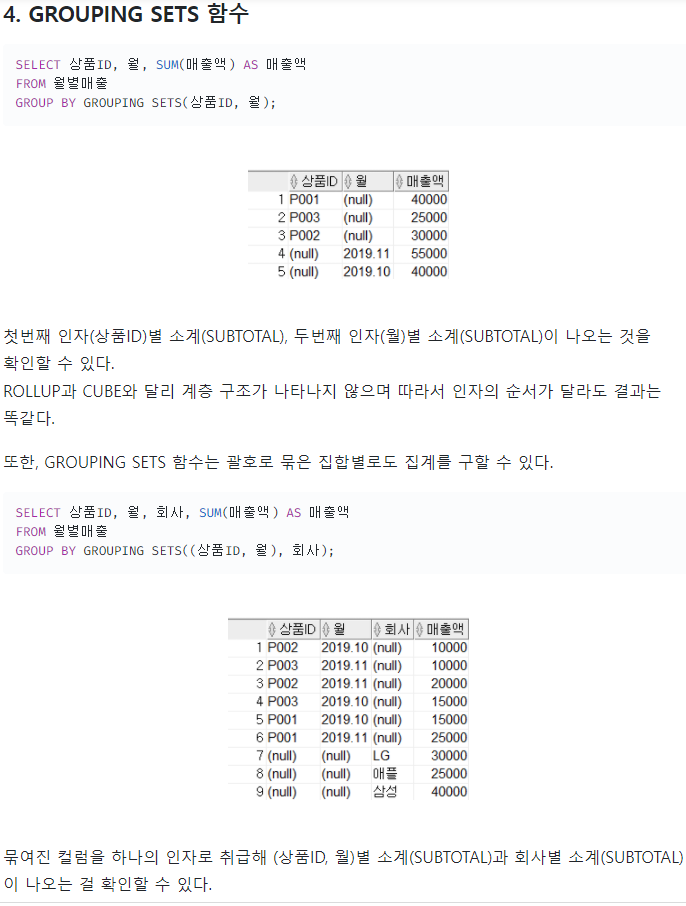 4. GROUPING SETS 함수
SELECT 상품ID, 월, SUM(매출액) AS 매출액
FROM 월별매출
GROUP BY GROUPING SETS(상품ID, 월);
상품ID 월 매출액
1 P001 (null) 40000
2 P003 (null) 25000
3 P002 (null) 30000
4 (null) 2019.11 55000
5 (null) 2019.10 40000
첫번째 인자(상품ID)별 소계(SUBTOTAL), 두번째 인자(월)별 소계(SUBTOTAL)이 나오는 것을
확인할 수 있다.
ROLLUP과 CUBE와 달리 계층 구조가 나타나지 않으며 따라서 인자의 순서가 달라도 결과는
똑같다.
또한, GROUPING SETS 함수는 괄호로 묶은 집합별로도 집계를 구할 수 있다.
SELECT 상품ID, 월, 회사, SUM(매출액) AS 매출액
FROM 월별매출
GROUP BY GROUPING SETS((상품ID, 월), 회사);
상품ID 월 회사 매출액
1 P002 2019.10 (null) 10000
2 P003 2019.11 (null) 10000
3 P002 2019.11 (null) 20000
4 P003 2019.10 (null) 15000
5 P001 2019.10 (null) 15000
6 P001 2019.11 (null) 25000
7 (null) (null) LG 30000
8 (null) (null) 애플 25000
9 (null) (null) 삼성 40000
묶여진 컬럼을 하나의 인자로 취급해 (상품ID, 월)별 소계(SUBTOTAL)과 회사별 소계(SUBTOTAL)
이 나오는 걸 확인할 수 있다.